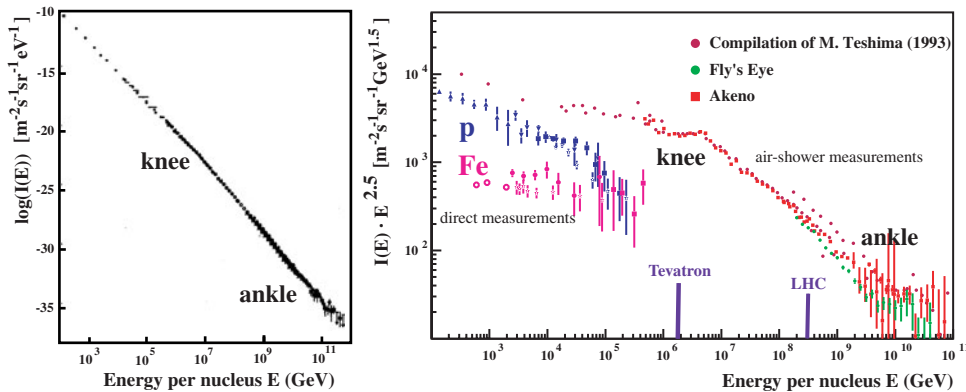 log(I(E)) [m⁻²s⁻¹sr⁻¹eV⁻¹]
-10
-15
-20
-25
-30
-35
knee
ankle
10³ 10⁵ 10⁷ 10⁹ 10¹¹
Energy per nucleus E (GeV)
I(E) · E²·⁵ [m⁻²s⁻¹sr⁻¹GeV¹·⁵]
10⁴
10³
10²
Compilation of M. Teshima (1993)
Fly's Eye
Akeno
p
Fe
knee
air-shower measurements
direct measurements
ankle
Tevatron
LHC
10³ 10⁴ 10⁵ 10⁶ 10⁷ 10⁸ 10⁹ 10¹⁰ 10¹¹
Energy per nucleus E (GeV)